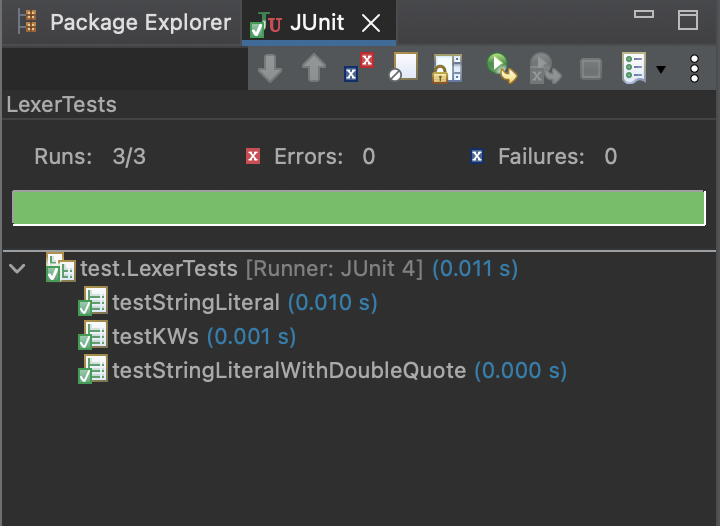 Package Explorer JUnit
LexerTests
Runs: 3/3 Errors: 0 Failures: 0
test.LexerTests [Runner: JUnit 4] (0.011 s)
testStringLiteral (0.010 s)
testKWs (0.001 s)
testStringLiteralWithDoubleQuote (0.000 s)